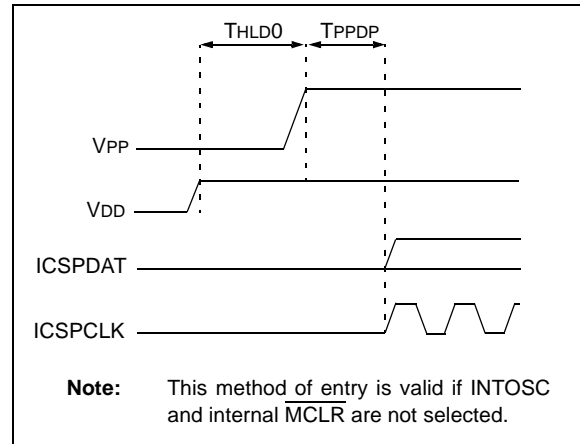 THLD0 TPPDP
VPP
VDD
ICSPDAT
ICSPCLK
Note: This method of entry is valid if INTOSC
and internal MCLR are not selected.